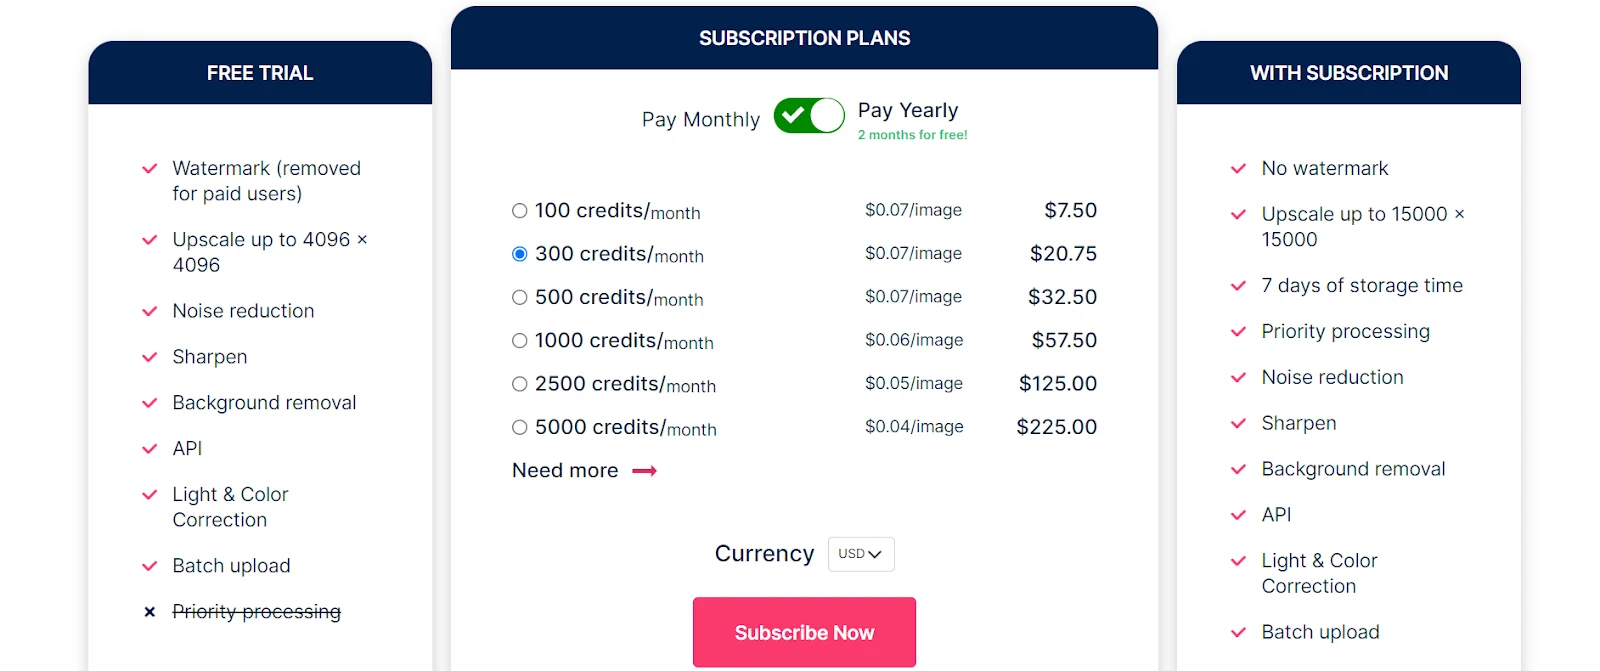 FREE TRIAL
Watermark (removed
for paid users)
Upscale up to 4096 ×
4096
Noise reduction
Sharpen
Background removal
API
Light & Color
Correction
Batch upload
Priority processing
SUBSCRIPTION PLANS
Pay Monthly
Pay Yearly
2 months for free!
100 credits/month $0.07/image $7.50
300 credits/month $0.07/image $20.75
500 credits/month $0.07/image $32.50
1000 credits/month $0.06/image $57.50
2500 credits/month $0.05/image $125.00
5000 credits/month $0.04/image $225.00
Need more
Currency USD
Subscribe Now
WITH SUBSCRIPTION
No watermark
Upscale up to 15000 ×
15000
7 days of storage time
Priority processing
Noise reduction
Sharpen
Background removal
API
Light & Color
Correction
Batch upload